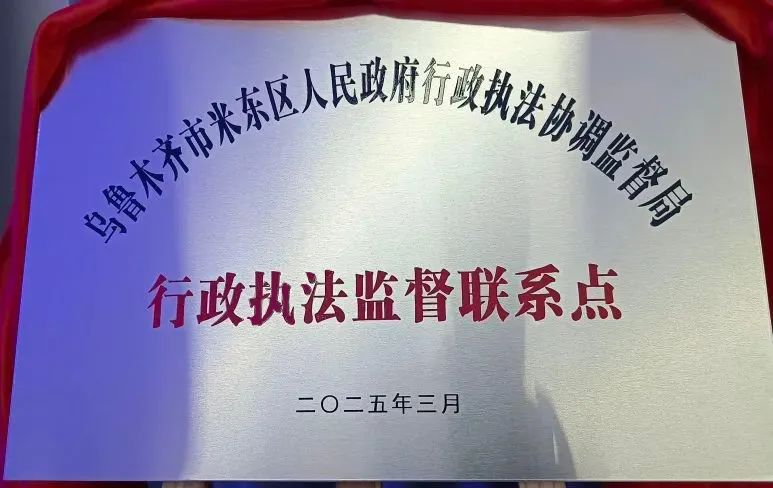 乌鲁木齐市米东区人民政府行政执法协调监督局
行政执法监督联系点
二〇二五年三月